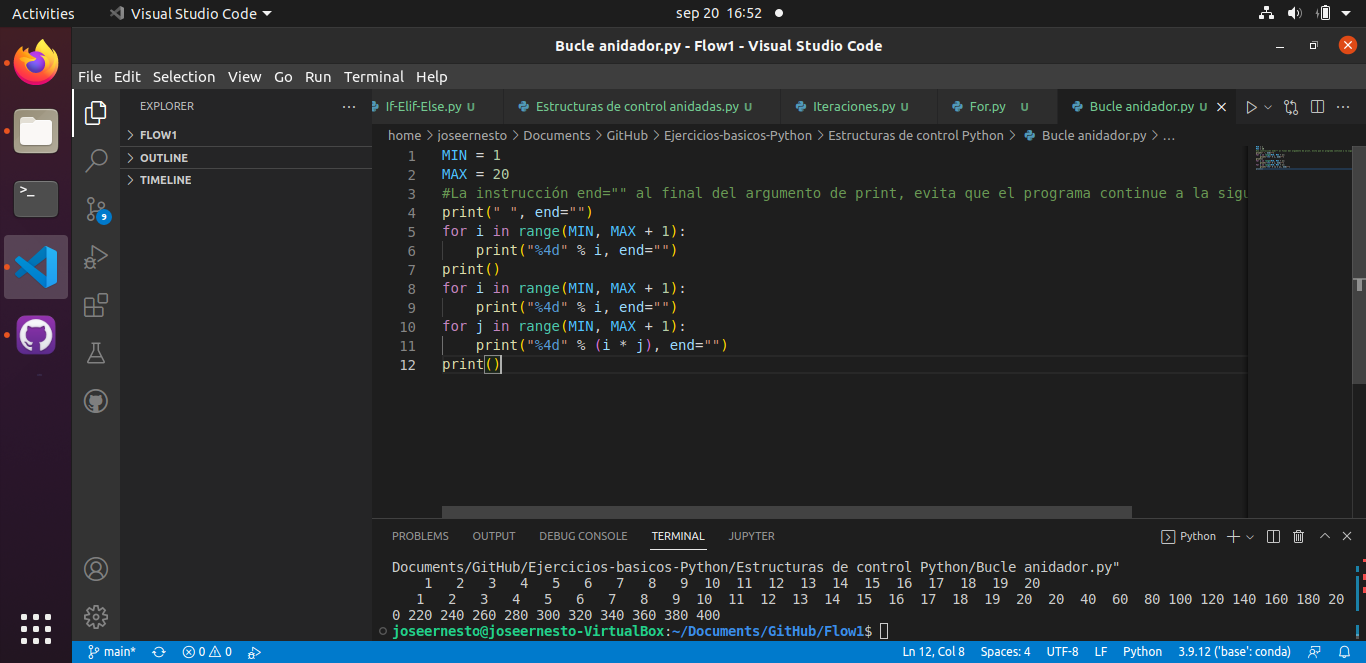 Activities Visual Studio Code sep 20 16:52
Bucle anidador.py - Flow1 - Visual Studio Code
File Edit Selection View Go Run Terminal Help
EXPLORER
FLOW1
OUTLINE
TIMELINE
9
If-Elif-Else.py U Estructuras de control anidadas.py U Iteraciones.py U For.py U Bucle anidador.py U
home > joseernesto > Documents > GitHub > Ejercicios-basicos-Python > Estructuras de control Python > Bucle anidador.py > ...
1 MIN = 1
2 MAX = 20
3 #La instrucción end="" al final del argumento de print, evita que el programa continue a la sigu
4 print(" ", end="")
5 for i in range(MIN, MAX + 1):
6     print("%4d" % i, end="")
7 print()
8 for i in range(MIN, MAX + 1):
9     print("%4d" % i, end="")
10 for j in range(MIN, MAX + 1):
11     print("%4d" % (i * j), end="")
12 print()
PROBLEMS OUTPUT DEBUG CONSOLE TERMINAL JUPYTER Python
Documents/GitHub/Ejercicios-basicos-Python/Estructuras de control Python/Bucle anidador.py"
    1   2   3   4   5   6   7   8   9  10  11  12  13  14  15  16  17  18  19  20
   1   2   3   4   5   6   7   8   9  10  11  12  13  14  15  16  17  18  19  20  20  40  60  80 100 120 140 160 180 20
0 220 240 260 280 300 320 340 360 380 400
joseernesto@joseernesto-VirtualBox:~/Documents/GitHub/Flow1$
main* 0 0 Ln 12, Col 8 Spaces: 4 UTF-8 LF Python 3.9.12 ('base': conda)